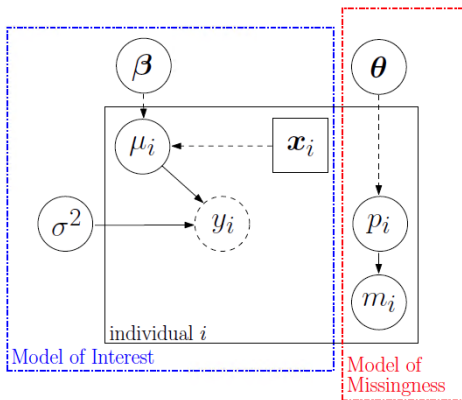 β
θ
μi
xi
σ²
yi
pi
mi
individual i
Model of Interest
Model of
Missingness